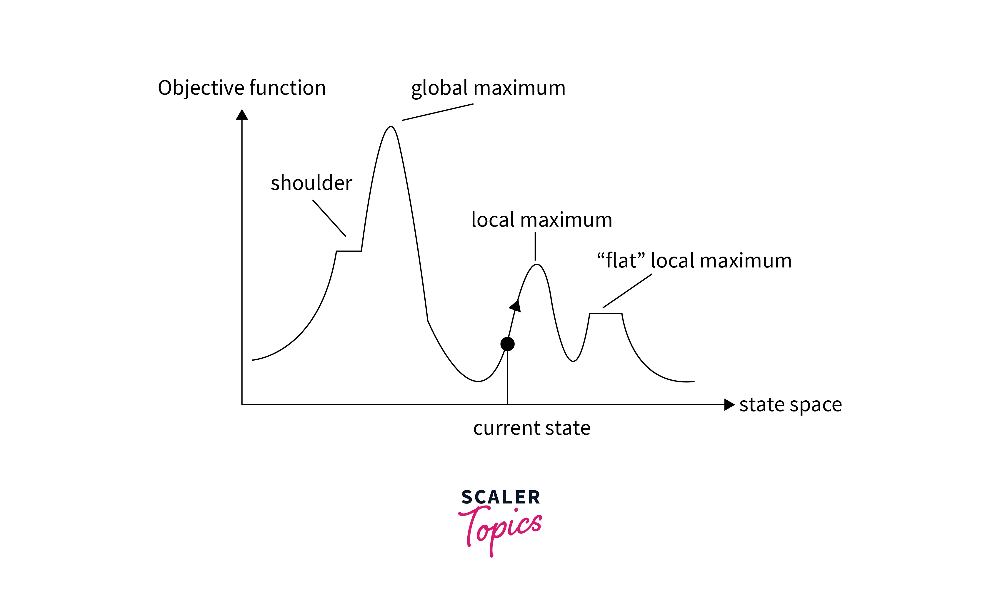 Objective function
global maximum
shoulder
local maximum
“flat” local maximum
state space
current state
SCALER
Topics